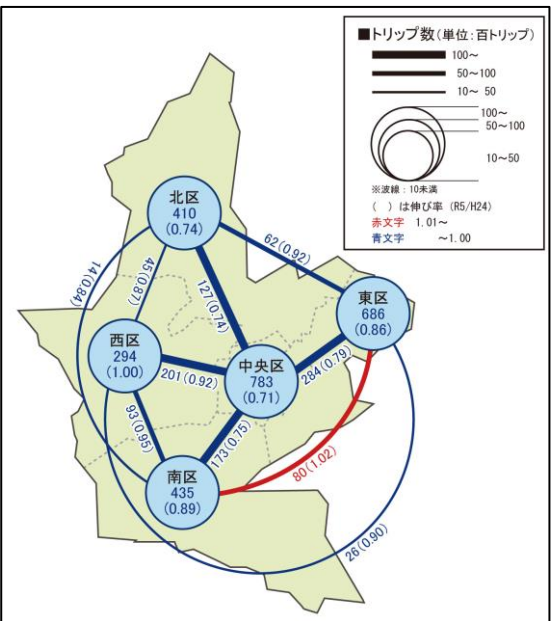 ■トリップ数(単位:百トリップ)
100～
50～100
10～ 50
100～
50～100
10～50
※波線：10未満
（　）は伸び率（R5/H24）
赤文字　1.01～
青文字　　～1.00
北区
410
(0.74)
62(0.92)
14(0.84)
45(0.87)
127(0.74)
東区
686
(0.86)
西区
294
(1.00)
201(0.92)
中央区
783
(0.71)
284(0.79)
93(0.95)
173(0.75)
80(1.02)
南区
435
(0.89)
26(0.90)